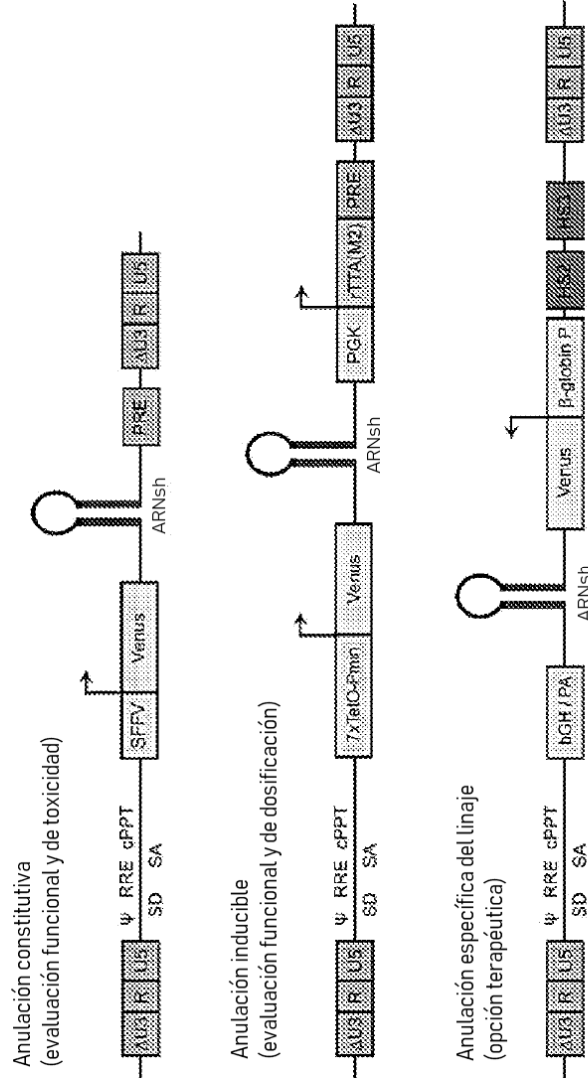 Anulación constitutiva
(evaluación funcional y de toxicidad)
ΔU3 R U5 Ψ RRE cPPT SFFV Venus PRE ΔU3 R U5
SD SA
ARNsh
Anulación inducible
(evaluación funcional y de dosificación)
ΔU3 R U5 Ψ RRE cPPT 7xTetO-Pmin Venus PGK rTTA(M2) PRE ΔU3 R U5
SD SA
ARNsh
Anulación específica del linaje
(opción terapéutica)
ΔU3 R U5 Ψ RRE cPPT bGH / PA Venus β-globin P HS2 HS3 ΔU3 R U5
SD SA
ARNsh